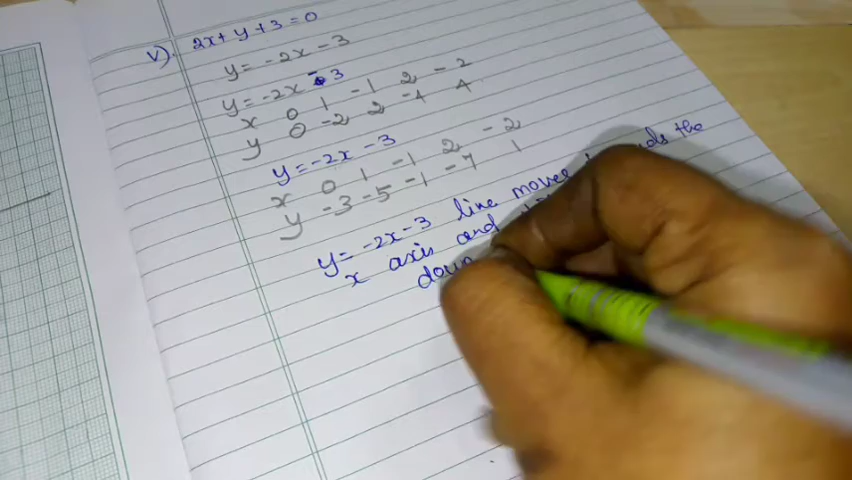 v). 2x+y+3=0
y = -2x - 3
y = -2x - 3
x 0 1 -1 2 -2
y 0 -2 2 -4 4
y = -2x - 3
x 0 1 -1 2 -2
y -3 -5 -1 -7 1
y = -2x-3 line moves the
x axis and